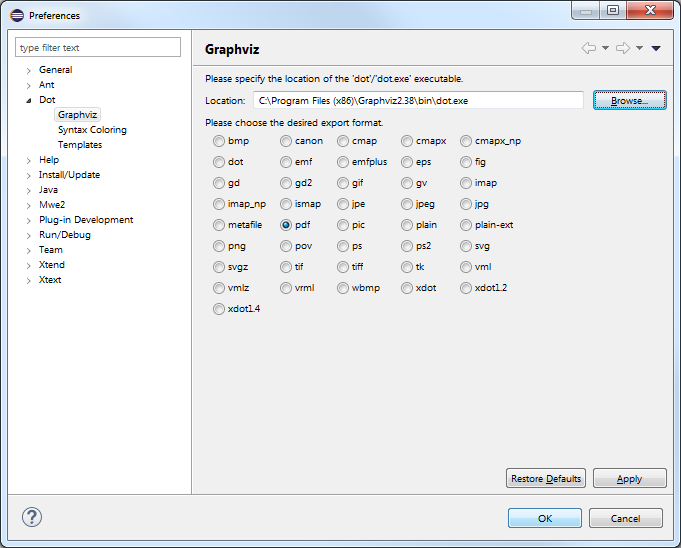 Preferences
type filter text
General
Ant
Dot
Graphviz
Syntax Coloring
Templates
Help
Install/Update
Java
Mwe2
Plug-in Development
Run/Debug
Team
Xtend
Xtext
Graphviz
Please specify the location of the 'dot'/'dot.exe' executable.
Location: C:\Program Files (x86)\Graphviz2.38\bin\dot.exe Browse...
Please choose the desired export format.
bmp canon cmap cmapx cmapx_np
dot emf emfplus eps fig
gd gd2 gif gv imap
imap_np ismap jpe jpeg jpg
metafile pdf pic plain plain-ext
png pov ps ps2 svg
svgz tif tiff tk vml
vmlz vrml wbmp xdot xdot1.2
xdot1.4
Restore Defaults Apply
OK Cancel